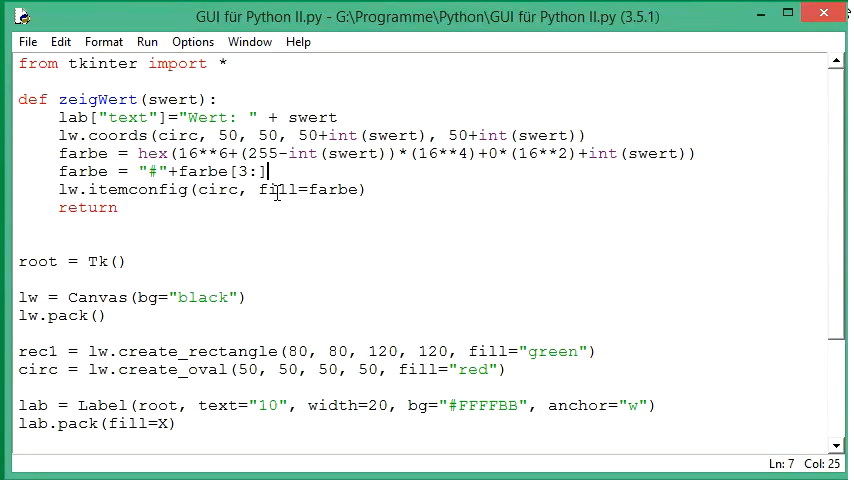 GUI für Python II.py - G:\Programme\Python\GUI für Python II.py (3.5.1)
File Edit Format Run Options Window Help
from tkinter import *
def zeigWert(swert):
    lab["text"]="Wert: " + swert
    lw.coords(circ, 50, 50, 50+int(swert), 50+int(swert))
    farbe = hex(16**6+(255-int(swert))*(16**4)+0*(16**2)+int(swert))
    farbe = "#"+farbe[3:]
    lw.itemconfig(circ, fill=farbe)
    return
root = Tk()
lw = Canvas(bg="black")
lw.pack()
rec1 = lw.create_rectangle(80, 80, 120, 120, fill="green")
circ = lw.create_oval(50, 50, 50, 50, fill="red")
lab = Label(root, text="10", width=20, bg="#FFFFBB", anchor="w")
lab.pack(fill=X)
Ln: 7 Col: 25